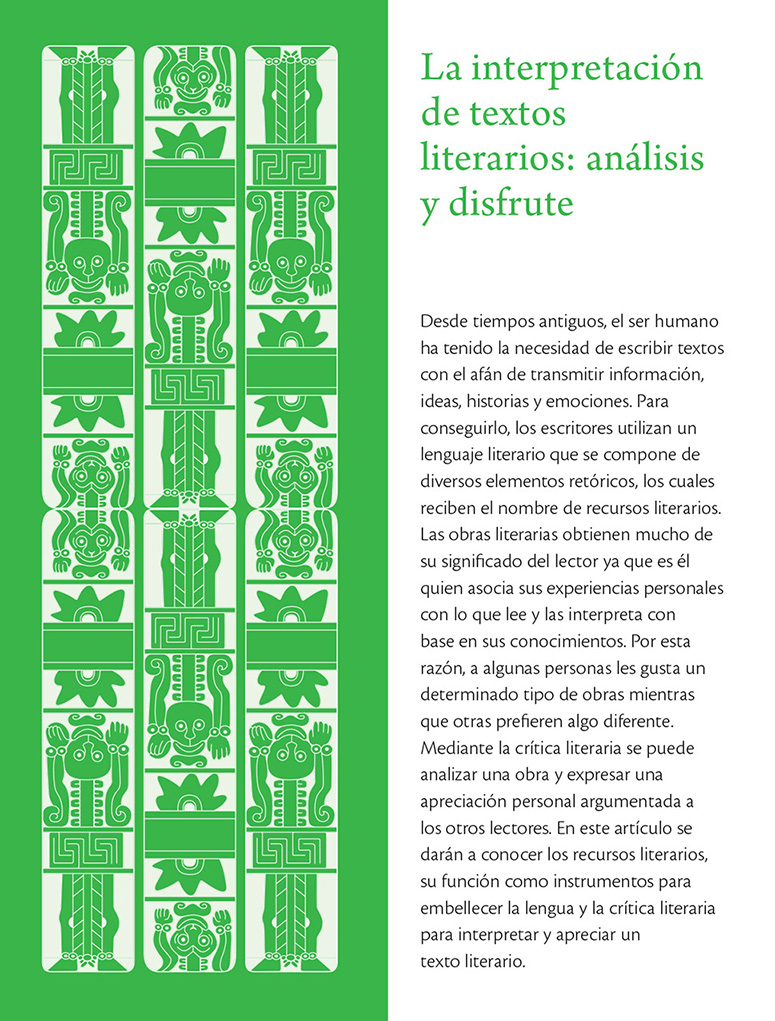 La interpretación
de textos
literarios: análisis
y disfrute
Desde tiempos antiguos, el ser humano
ha tenido la necesidad de escribir textos
con el afán de transmitir información,
ideas, historias y emociones. Para
conseguirlo, los escritores utilizan un
lenguaje literario que se compone de
diversos elementos retóricos, los cuales
reciben el nombre de recursos literarios.
Las obras literarias obtienen mucho de
su significado del lector ya que es él
quien asocia sus experiencias personales
con lo que lee y las interpreta con
base en sus conocimientos. Por esta
razón, a algunas personas les gusta un
determinado tipo de obras mientras
que otras prefieren algo diferente.
Mediante la crítica literaria se puede
analizar una obra y expresar una
apreciación personal argumentada a
los otros lectores. En este artículo se
darán a conocer los recursos literarios,
su función como instrumentos para
embellecer la lengua y la crítica literaria
para interpretar y apreciar un
texto literario.